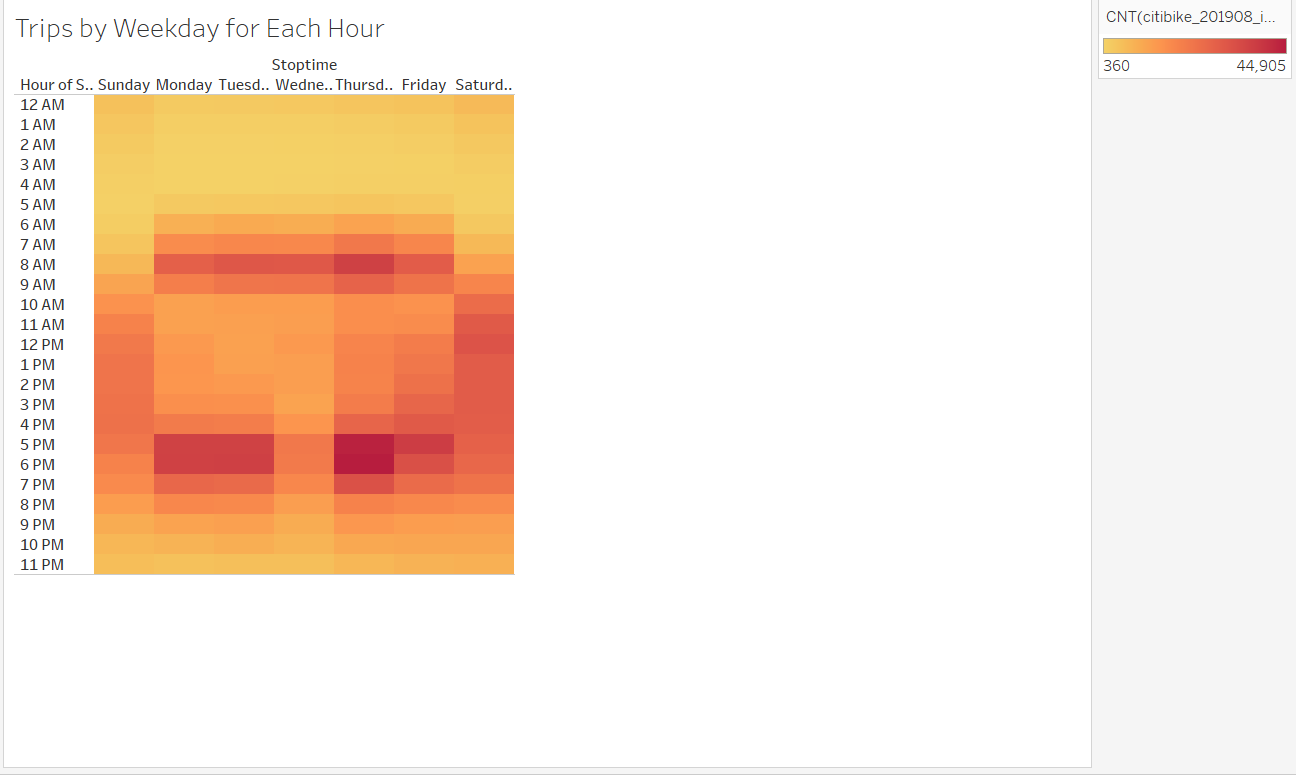 Trips by Weekday for Each Hour
Stoptime
Hour of S.. Sunday Monday Tuesd.. Wedne.. Thursd.. Friday Saturd..
12 AM
1 AM
2 AM
3 AM
4 AM
5 AM
6 AM
7 AM
8 AM
9 AM
10 AM
11 AM
12 PM
1 PM
2 PM
3 PM
4 PM
5 PM
6 PM
7 PM
8 PM
9 PM
10 PM
11 PM
CNT(citibike_201908_i...
360 44,905